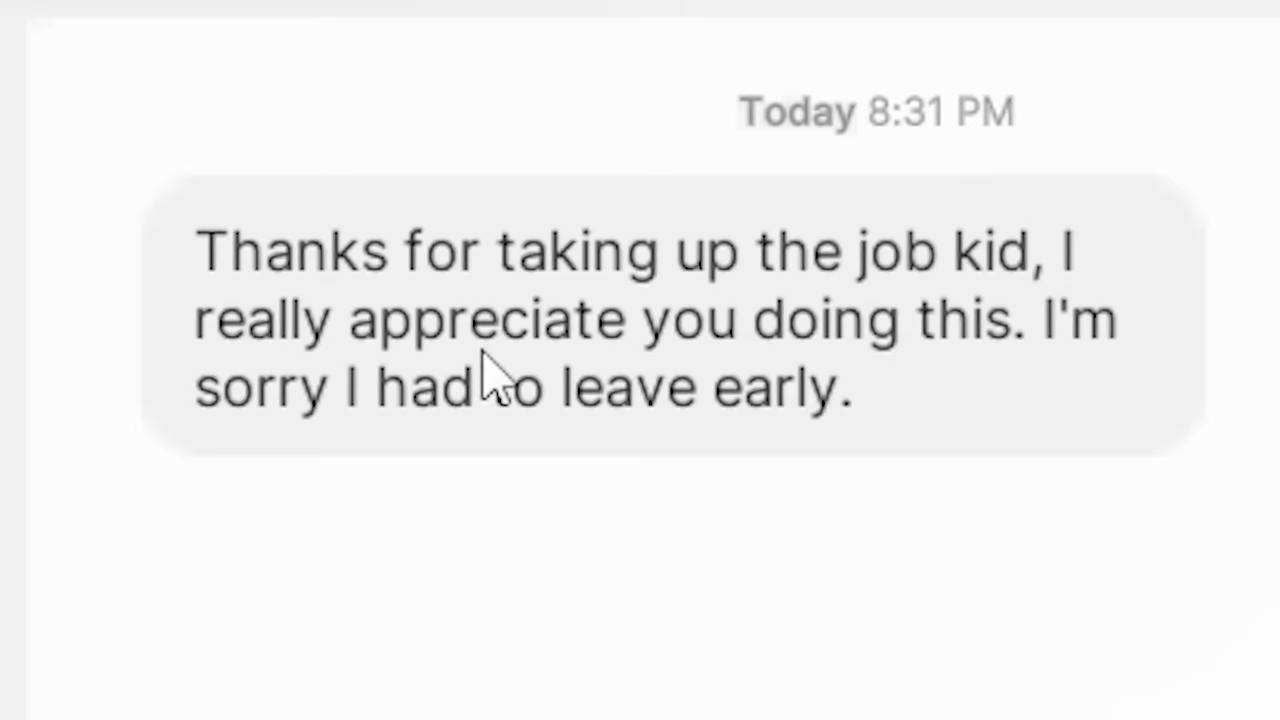 Today 8:31 PM
Thanks for taking up the job kid, I
really appreciate you doing this. I'm
sorry I had to leave early.